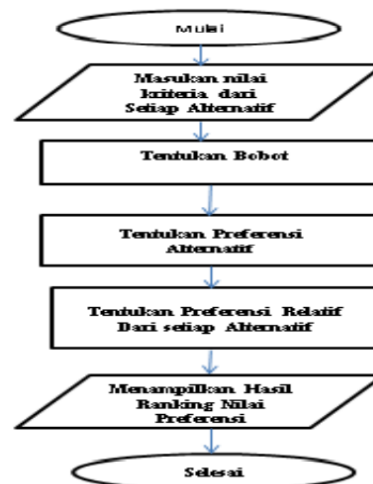 Mulai
Masukan nilai
kriteria dari
Setiap Alternatif
Tentukan Bobot
Tentukan Preferensi
Alternatif
Tentukan Preferensi Relatif
Dari setiap Alternatif
Menampilkan Hasil
Ranking Nilai
Preferensi
Selesai